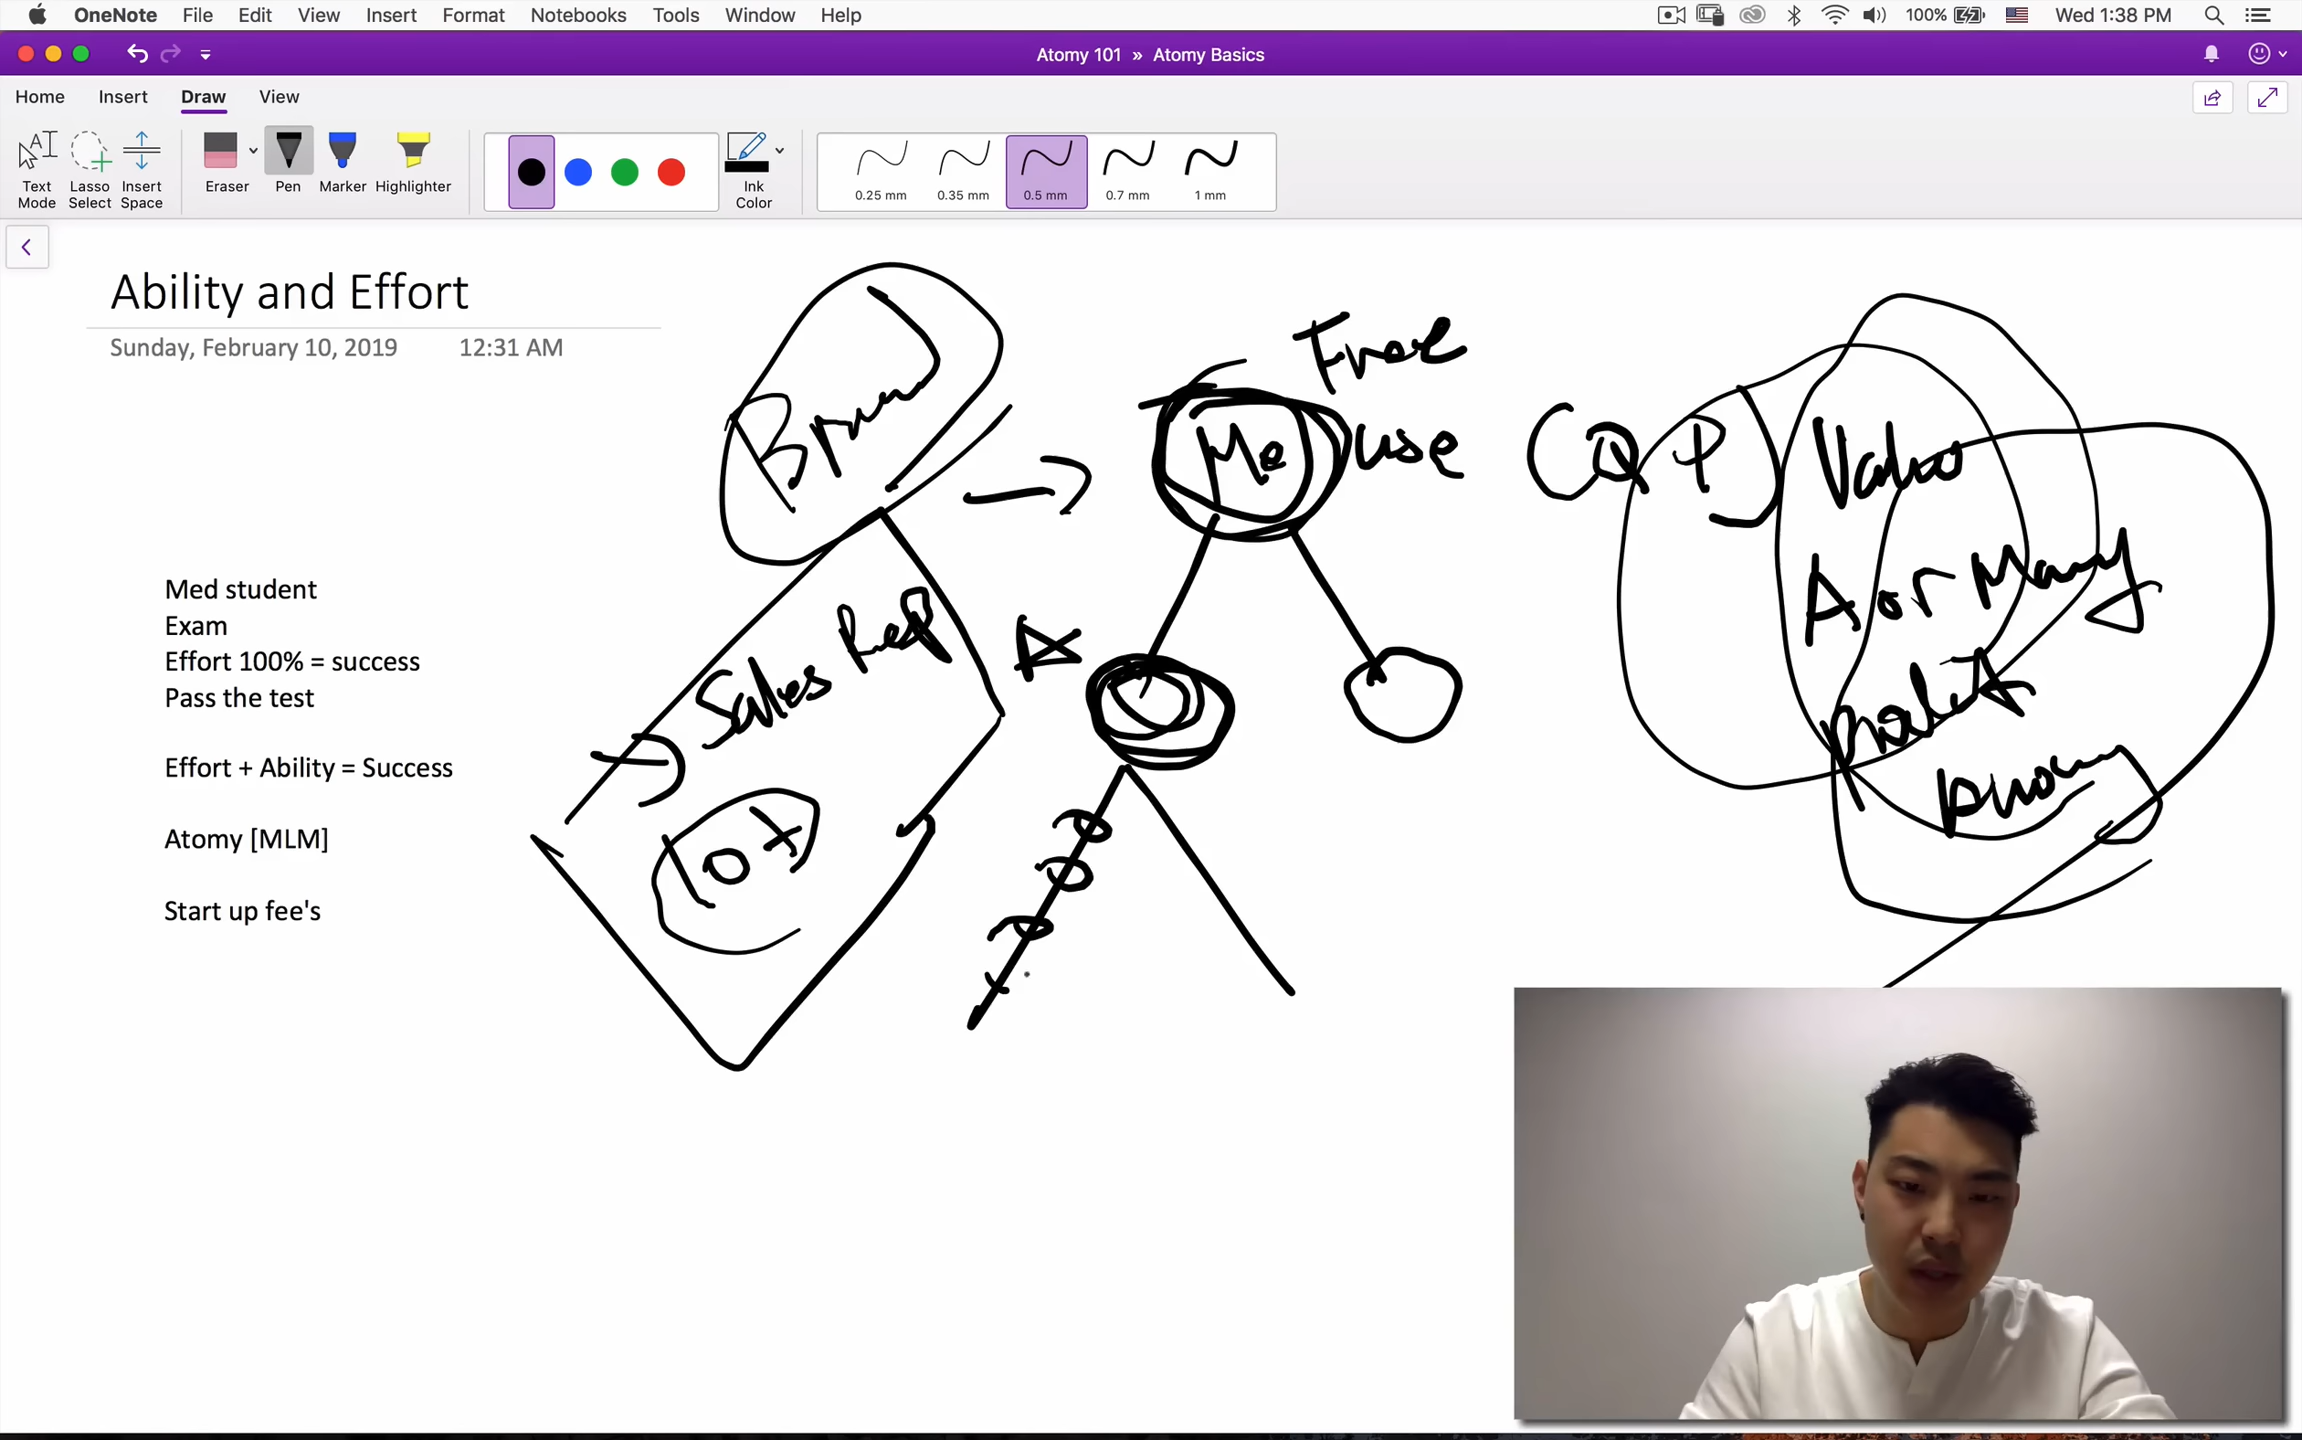 OneNote File Edit View Insert Format Notebooks Tools Window Help 100% Wed 1:38 PM
Atomy 101 » Atomy Basics
Home Insert Draw View
Text Mode
Lasso Select
Insert Space
Eraser
Pen
Marker
Highlighter
Ink Color
0.25 mm
0.35 mm
0.5 mm
0.7 mm
1 mm
Ability and Effort
Sunday, February 10, 2019 12:31 AM
Med student
Exam
Effort 100% = success
Pass the test
Effort + Ability = Success
Atomy [MLM]
Start up fee's
Sales Rep
Free
Me
use
(QP)
A or Many